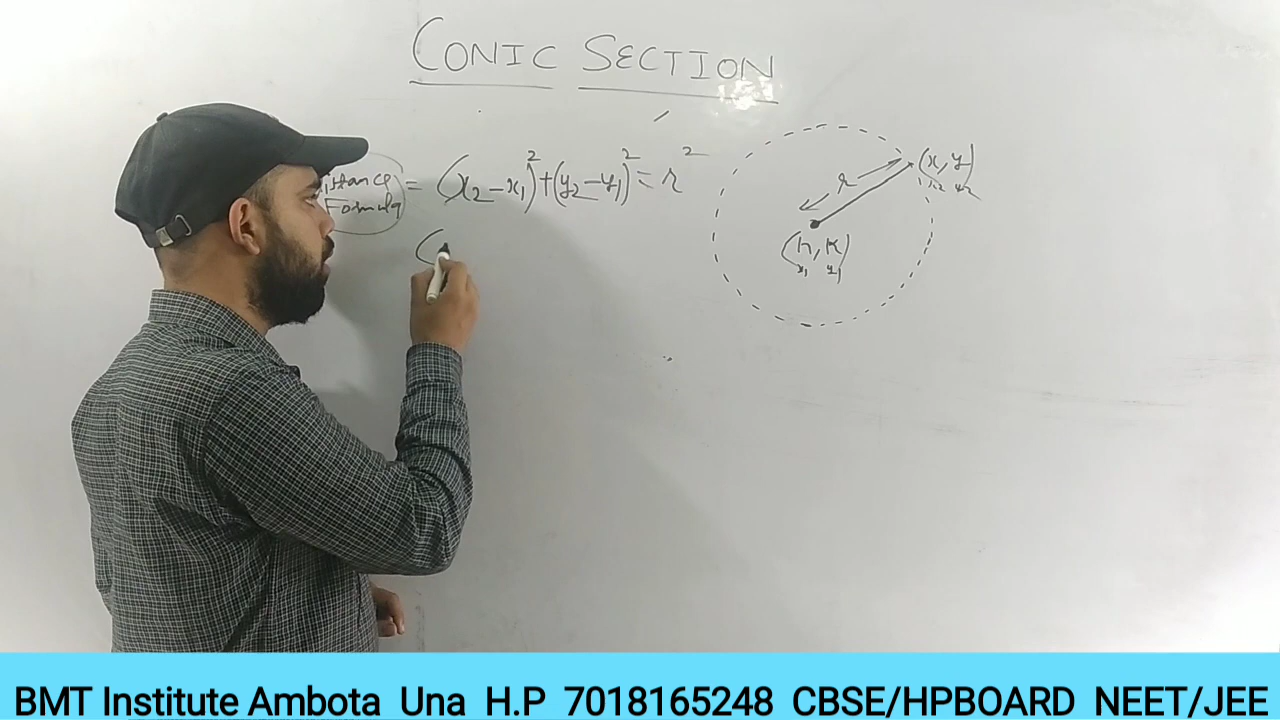 CONIC SECTION
istance
Formula
= (x₂-x₁)²+(y₂-y₁)²=r²
(
r
(x, y)
x₂ y₂
(h, k)
x₁ y₁
BMT Institute Ambota Una H.P 7018165248 CBSE/HPBOARD NEET/JEE